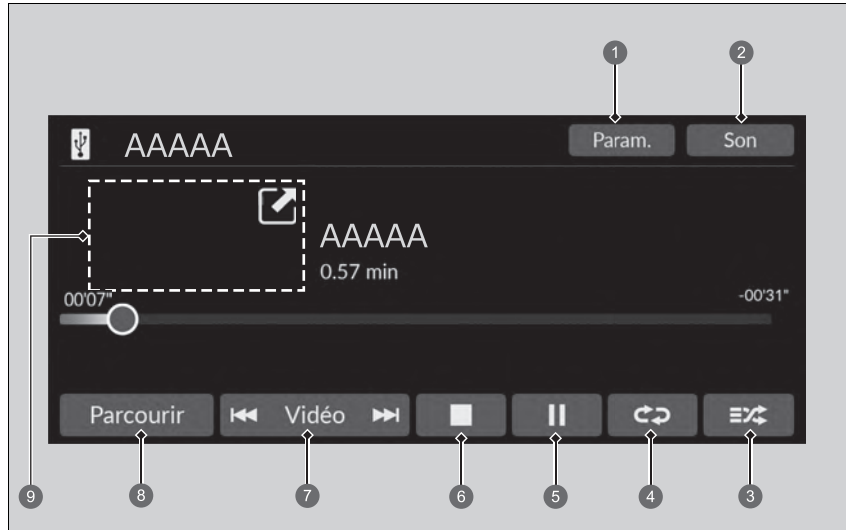 1 2
AAAAA Param. Son
AAAAA
0.57 min
9
00'07" -00'31"
Parcourir Vidéo
8 7 6 5 4 3